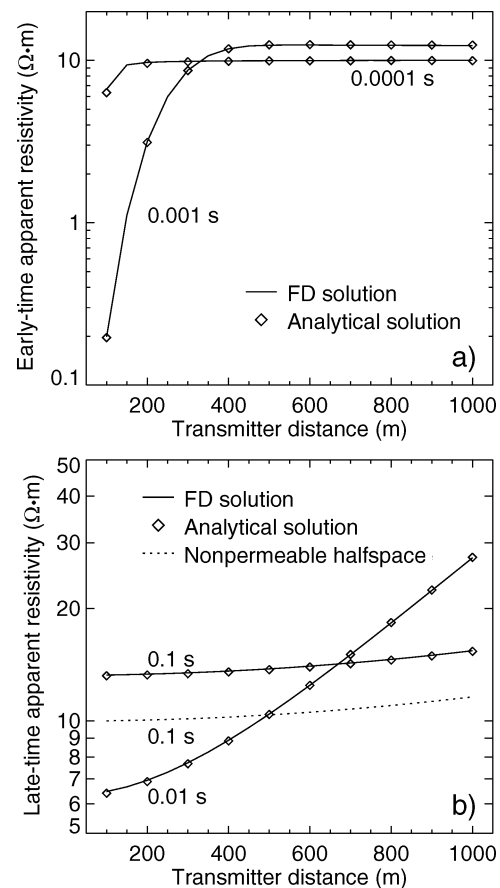 Early-time apparent resistivity (Ω•m)
10
1
0.1
0.0001 s
0.001 s
FD solution
Analytical solution
a)
200 400 600 800 1000
Transmitter distance (m)
Late-time apparent resistivity (Ω•m)
50
40
30
20
10
9
8
7
6
5
FD solution
Analytical solution
Nonpermeable halfspace
0.1 s
0.1 s
0.01 s
b)
200 400 600 800 1000
Transmitter distance (m)